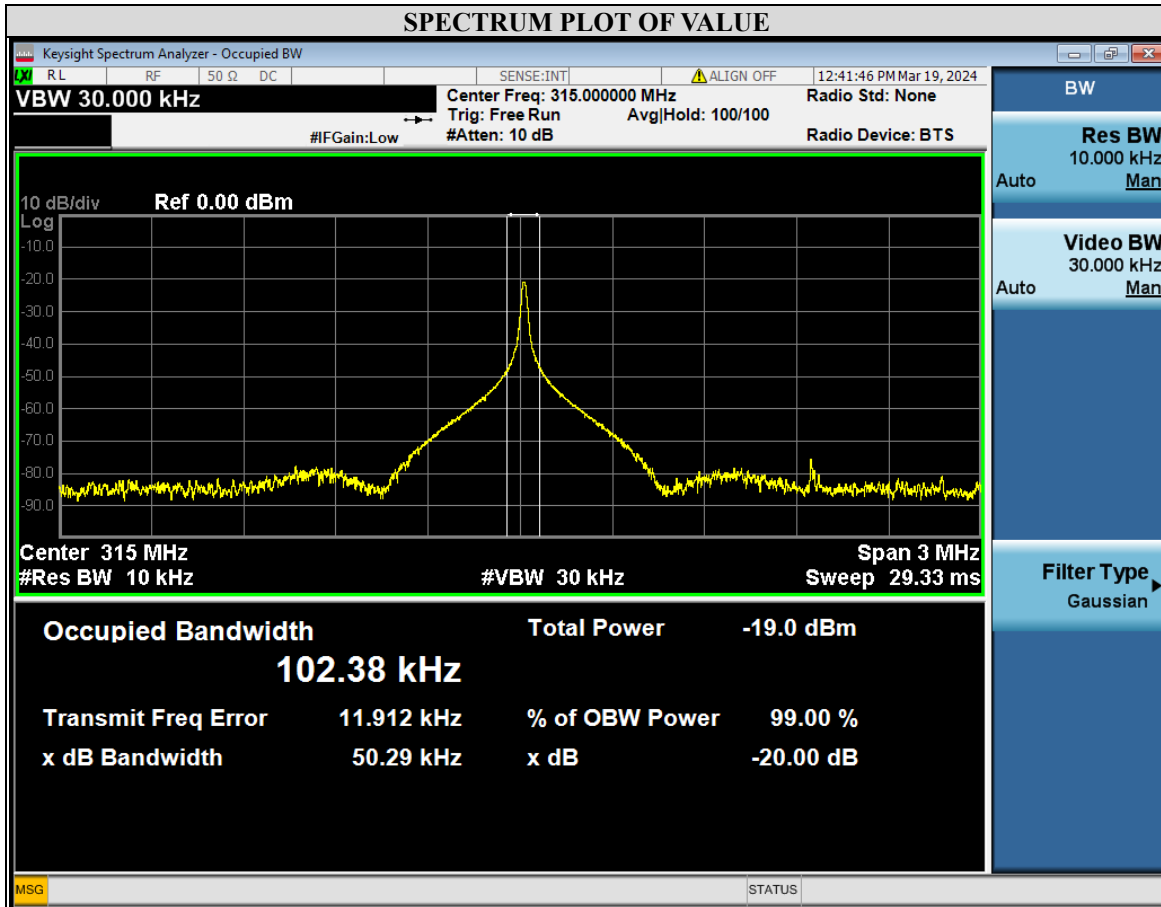 SPECTRUM PLOT OF VALUE
Keysight Spectrum Analyzer - Occupied BW
LXI RL RF 50 Ω DC SENSE:INT ALIGN OFF 12:41:46 PM Mar 19, 2024
VBW 30.000 kHz
Center Freq: 315.000000 MHz Radio Std: None
Trig: Free Run Avg|Hold: 100/100
#IFGain:Low #Atten: 10 dB Radio Device: BTS
10 dB/div Ref 0.00 dBm
Log
-10.0
-20.0
-30.0
-40.0
-50.0
-60.0
-70.0
-80.0
-90.0
Center 315 MHz Span 3 MHz
#Res BW 10 kHz #VBW 30 kHz Sweep 29.33 ms
Occupied Bandwidth Total Power -19.0 dBm
102.38 kHz
Transmit Freq Error 11.912 kHz % of OBW Power 99.00 %
x dB Bandwidth 50.29 kHz x dB -20.00 dB
MSG STATUS
BW
Res BW
10.000 kHz
Auto Man
Video BW
30.000 kHz
Auto Man
Filter Type
Gaussian